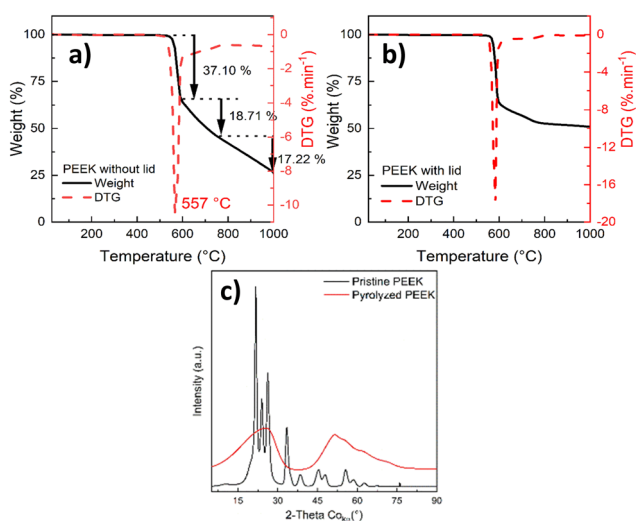 a)
100
75
50
25
0
Weight (%)
37.10 %
18.71 %
17.22 %
PEEK without lid
Weight
DTG
557 °C
0
-2
-4
-6
-8
-10
DTG (%.min-1)
200 400 600 800 1000
Temperature (°C)
b)
100
75
50
25
0
Weight (%)
PEEK with lid
Weight
DTG
0
-4
-8
-12
-16
-20
DTG (%.min-1)
200 400 600 800 1000
Temperature (°C)
c)
Pristine PEEK
Pyrolyzed PEEK
Intensity (a.u.)
15 30 45 60 75 90
2-Theta Co (°)